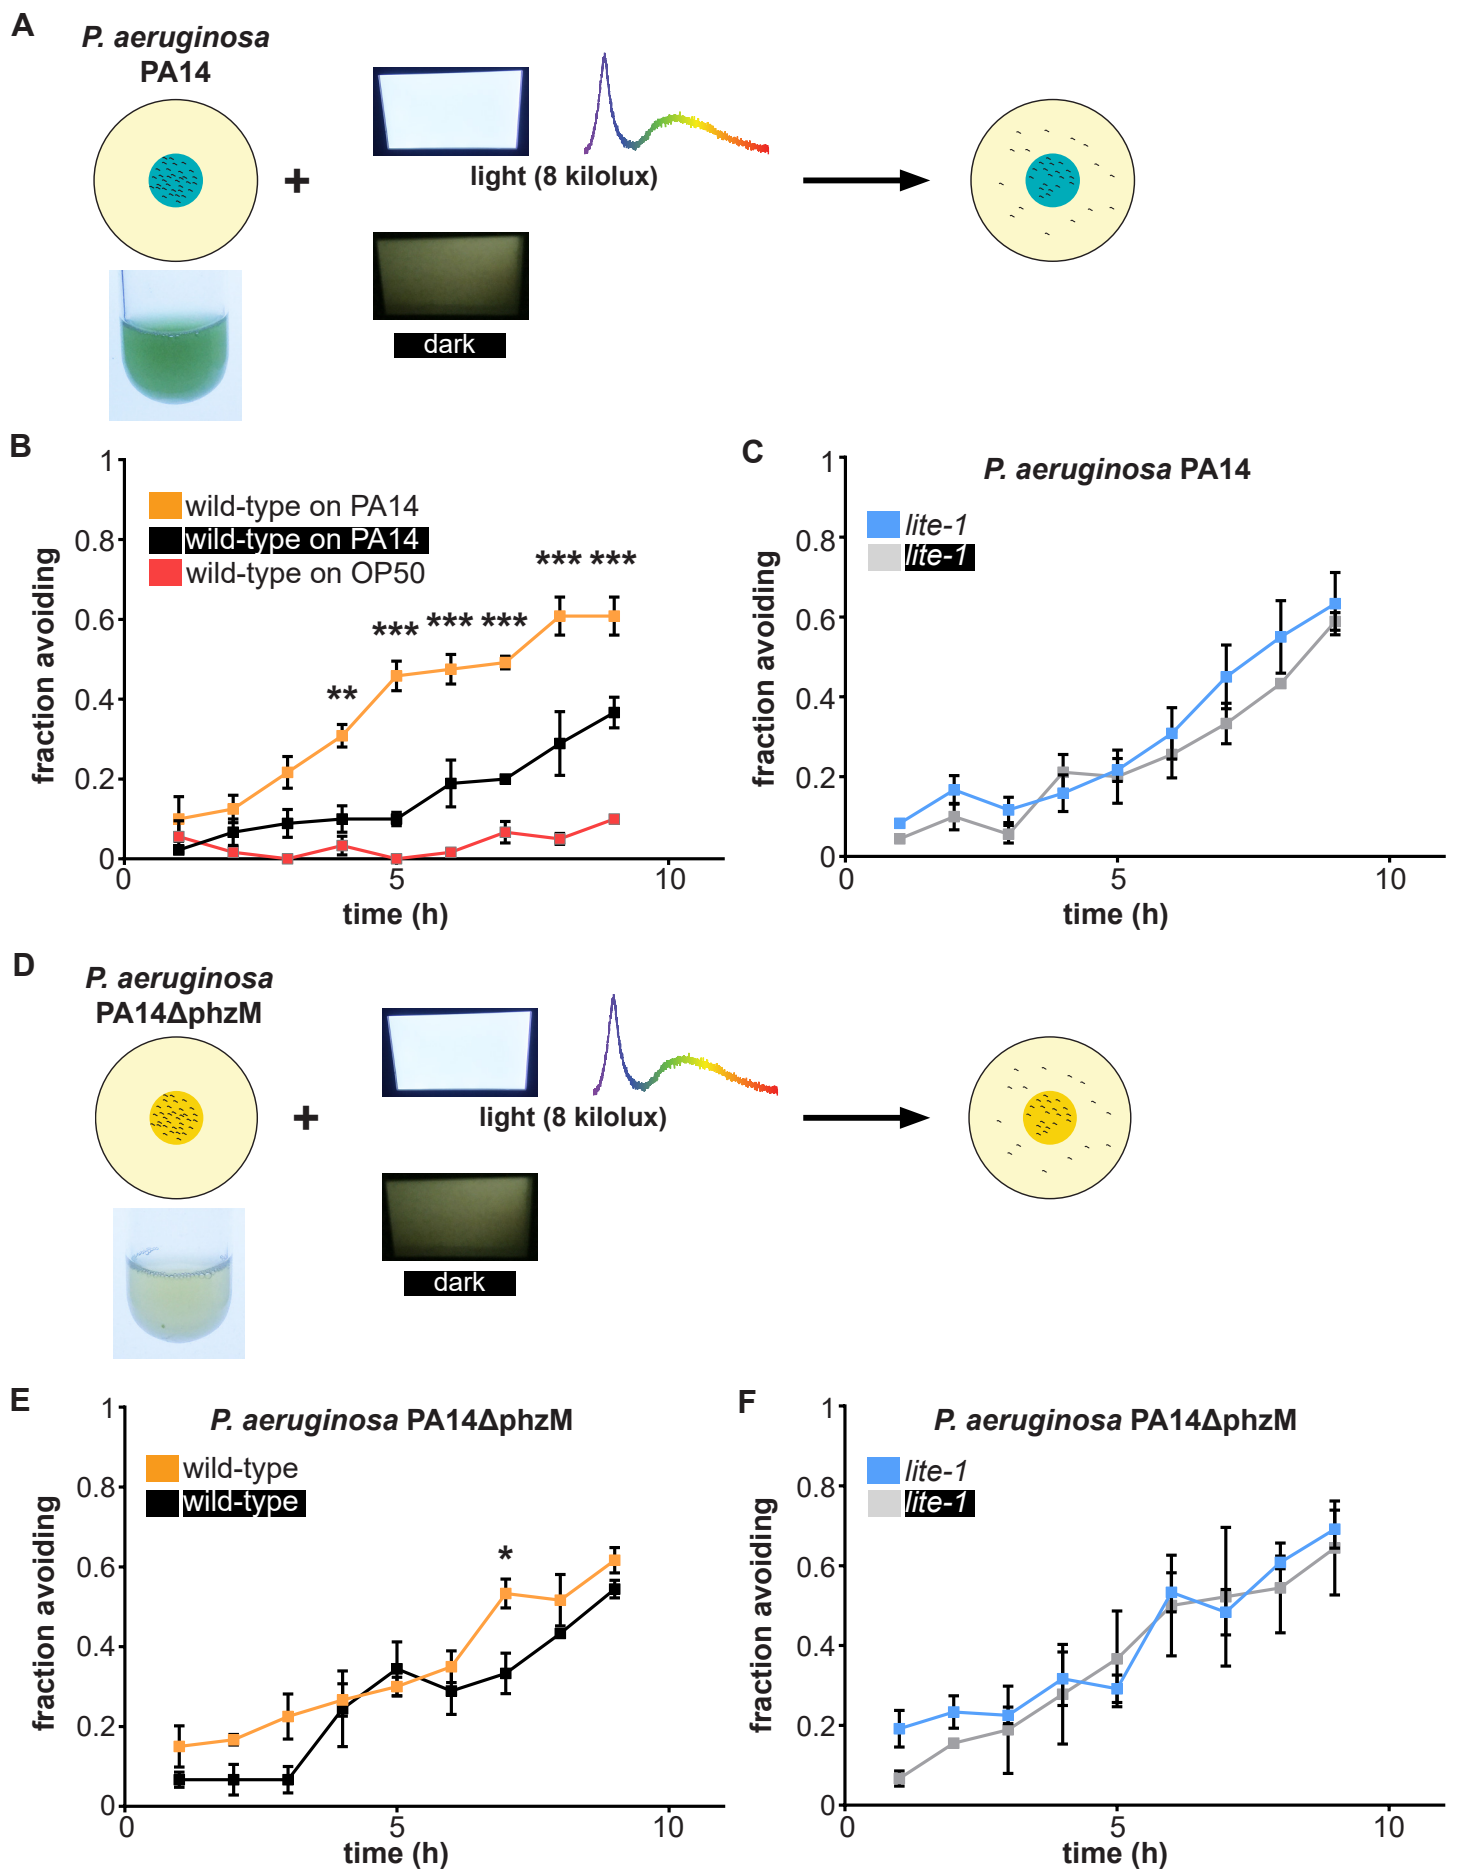 A
P. aeruginosa
PA14
+
light (8 kilolux)
dark
B
1
0.8
0.6
0.4
0.2
0
0
5
10
fraction avoiding
time (h)
wild-type on PA14
wild-type on PA14
wild-type on OP50
**
***
***
***
***
***
C
P. aeruginosa PA14
1
0.8
0.6
0.4
0.2
0
0
5
10
fraction avoiding
time (h)
lite-1
lite-1
D
P. aeruginosa
PA14ΔphzM
+
light (8 kilolux)
dark
E
P. aeruginosa PA14ΔphzM
1
0.8
0.6
0.4
0.2
0
0
5
10
fraction avoiding
time (h)
wild-type
wild-type
*
F
P. aeruginosa PA14ΔphzM
1
0.8
0.6
0.4
0.2
0
0
5
10
fraction avoiding
time (h)
lite-1
lite-1